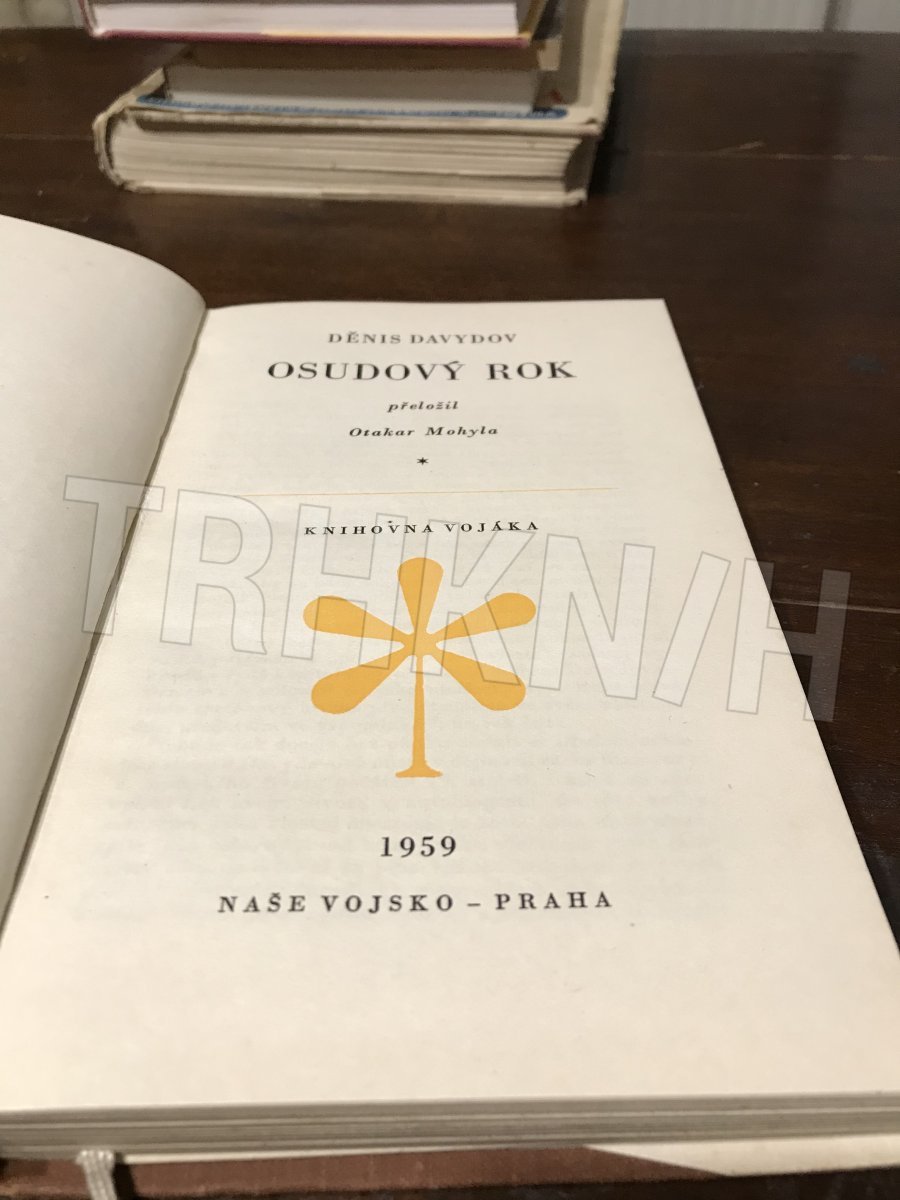 DĚNIS DAVYDOV
OSUDOVÝ ROK
přeložil
Otakar Mohyla
*
KNIHOVNA VOJÁKA
TRHKNIH
1959
NAŠE VOJSKO – PRAHA